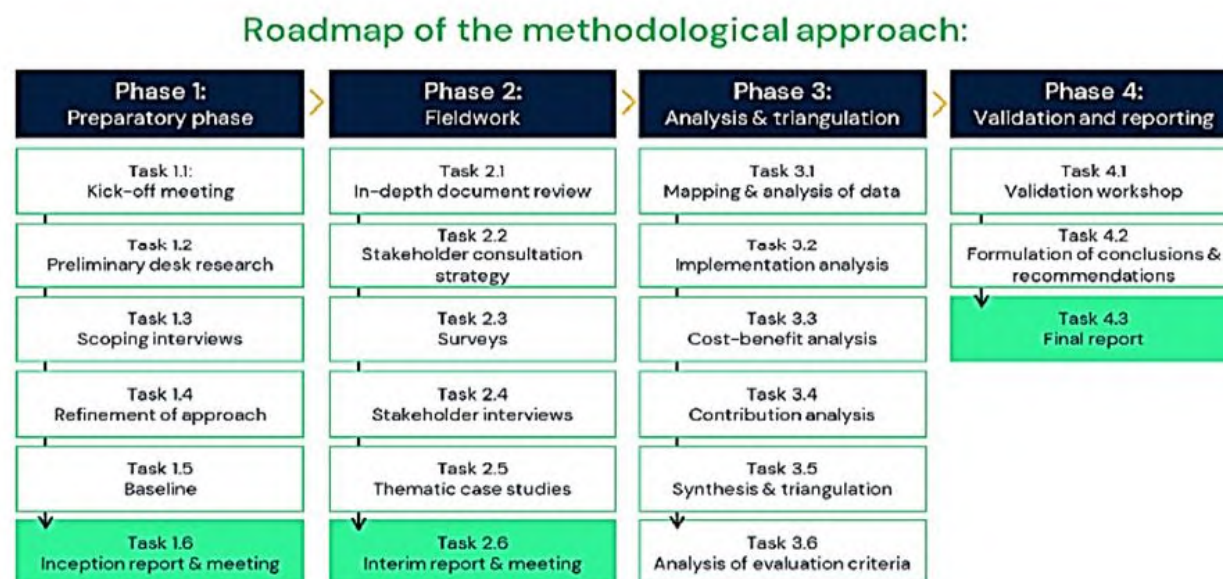 Roadmap of the methodological approach:
Phase 1:
Preparatory phase
Task 1.1:
Kick-off meeting
Task 1.2
Preliminary desk research
Task 1.3
Scoping interviews
Task 1.4
Refinement of approach
Task 1.5
Baseline
Task 1.6
Inception report & meeting
Phase 2:
Fieldwork
Task 2.1
In-depth document review
Task 2.2
Stakeholder consultation
strategy
Task 2.3
Surveys
Task 2.4
Stakeholder interviews
Task 2.5
Thematic case studies
Task 2.6
Interim report & meeting
Phase 3:
Analysis & triangulation
Task 3.1
Mapping & analysis of data
Task 3.2
Implementation analysis
Task 3.3
Cost-benefit analysis
Task 3.4
Contribution analysis
Task 3.5
Synthesis & triangulation
Task 3.6
Analysis of evaluation criteria
Phase 4:
Validation and reporting
Task 4.1
Validation workshop
Task 4.2
Formulation of conclusions &
recommendations
Task 4.3
Final report